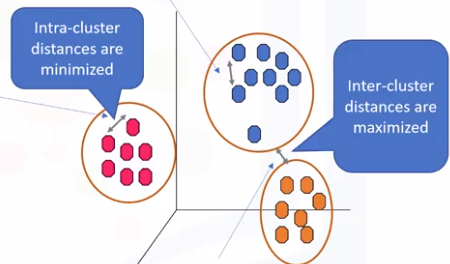 Intra-cluster
distances are
minimized
Inter-cluster
distances are
maximized